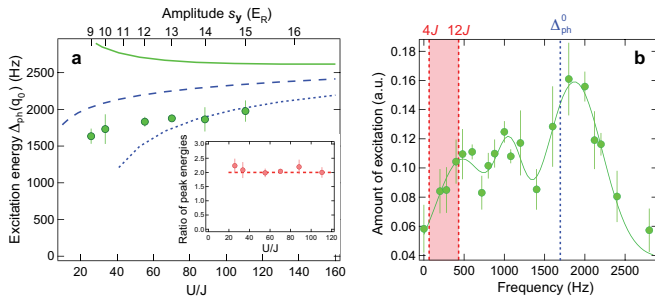 Amplitude s_y (E_R)
9 10 11 12 13 14 15 16
a
Excitation energy Δ_ph(q_0) (Hz)
2500
2000
1500
1000
500
0
20 40 60 80 100 120 140 160
U/J
Ratio of peak energies
3.0
2.5
2.0
1.5
1.0
0.5
0.0
0 20 40 60 80 100 120
U/J
4J 12J
Δ⁰_ph
b
Amount of excitation (a.u.)
0.18
0.16
0.14
0.12
0.10
0.08
0.06
0.04
0 500 1000 1500 2000 2500
Frequency (Hz)